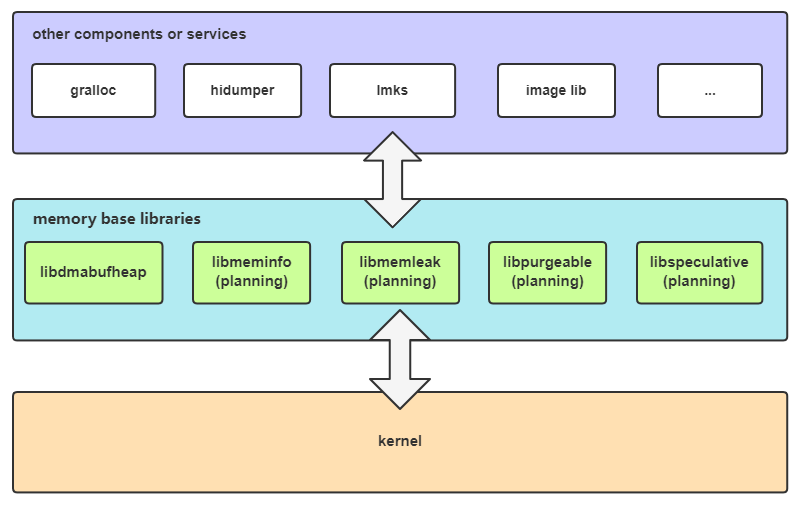 other components or services
gralloc
hidumper
lmks
image lib
...
memory base libraries
libdmabufheap
libmeminfo
(planning)
libmemleak
(planning)
libpurgeable
(planning)
libspeculative
(planning)
kernel